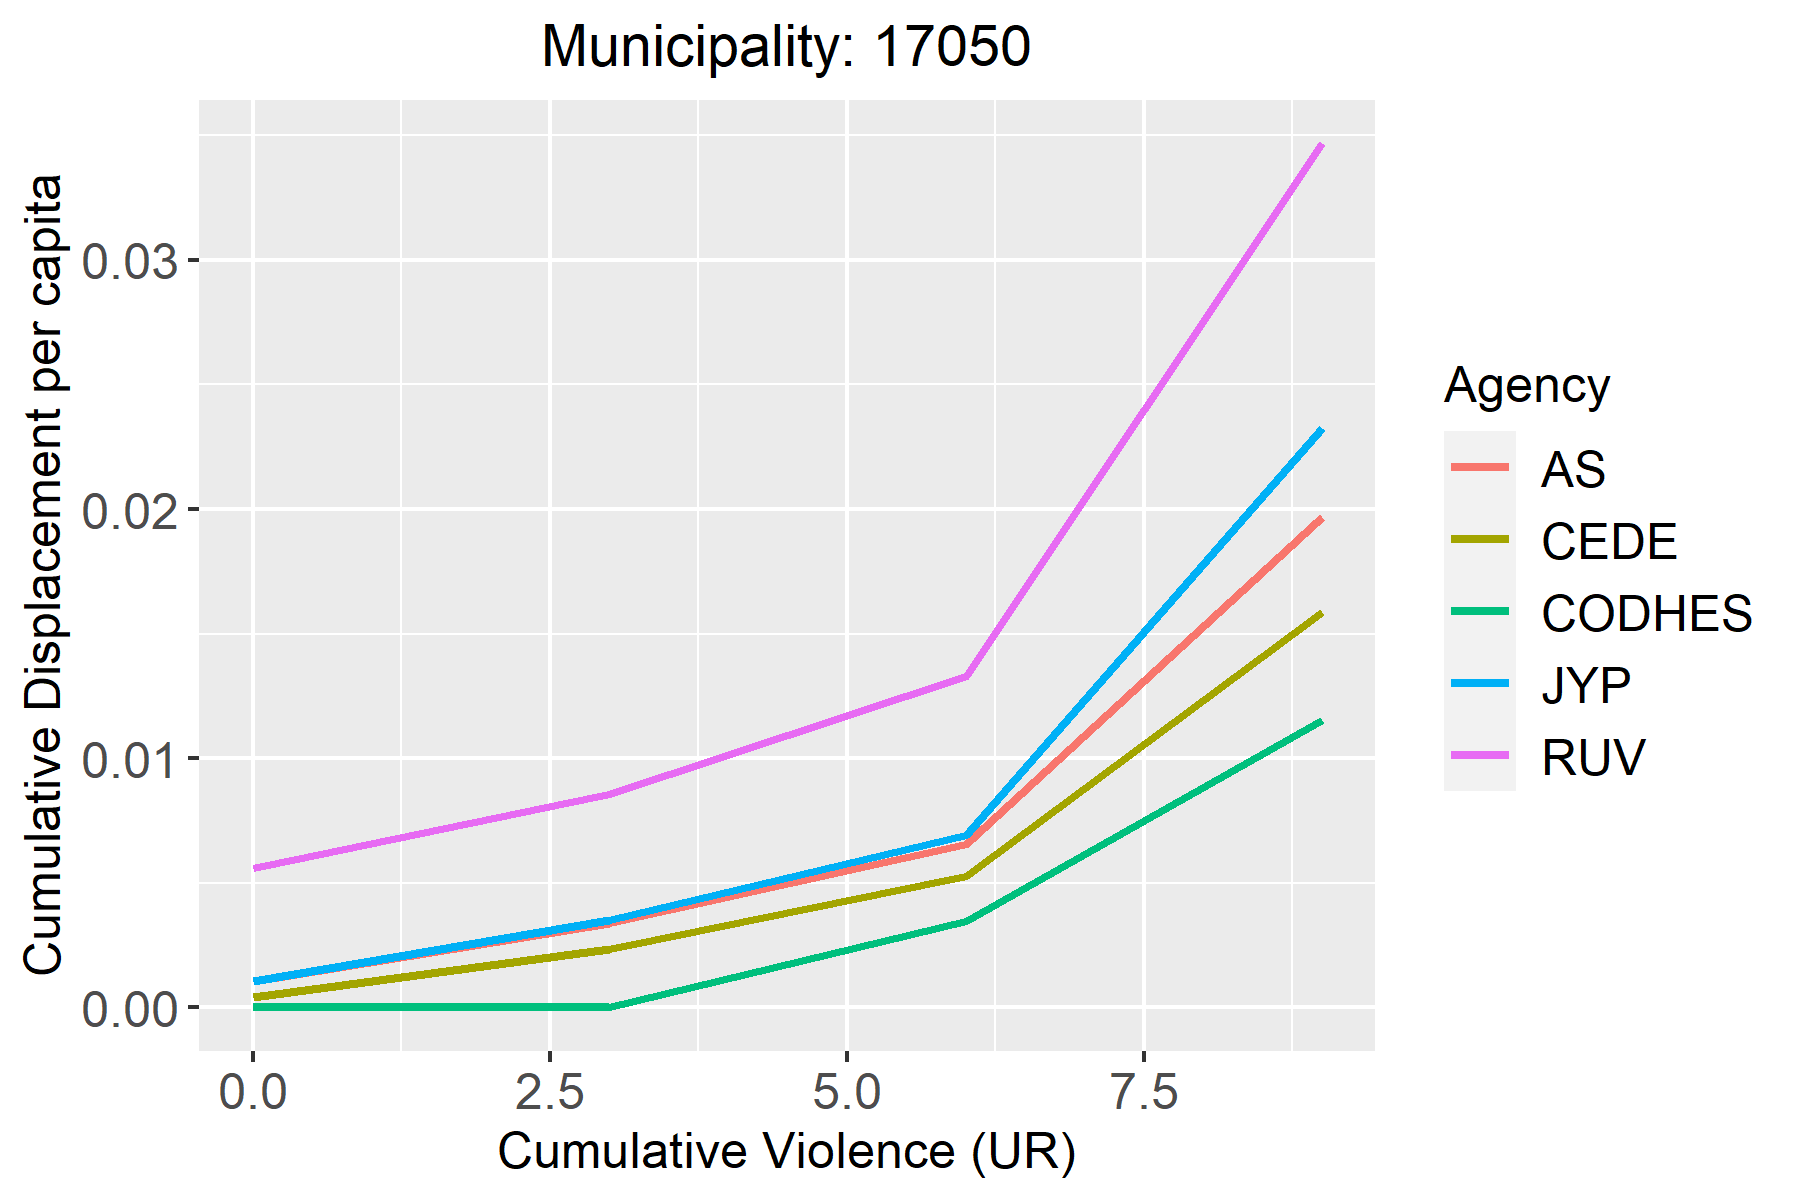 Municipality: 17050
Cumulative Displacement per capita
0.03
0.02
0.01
0.00
0.0 2.5 5.0 7.5
Cumulative Violence (UR)
Agency
AS
CEDE
CODHES
JYP
RUV